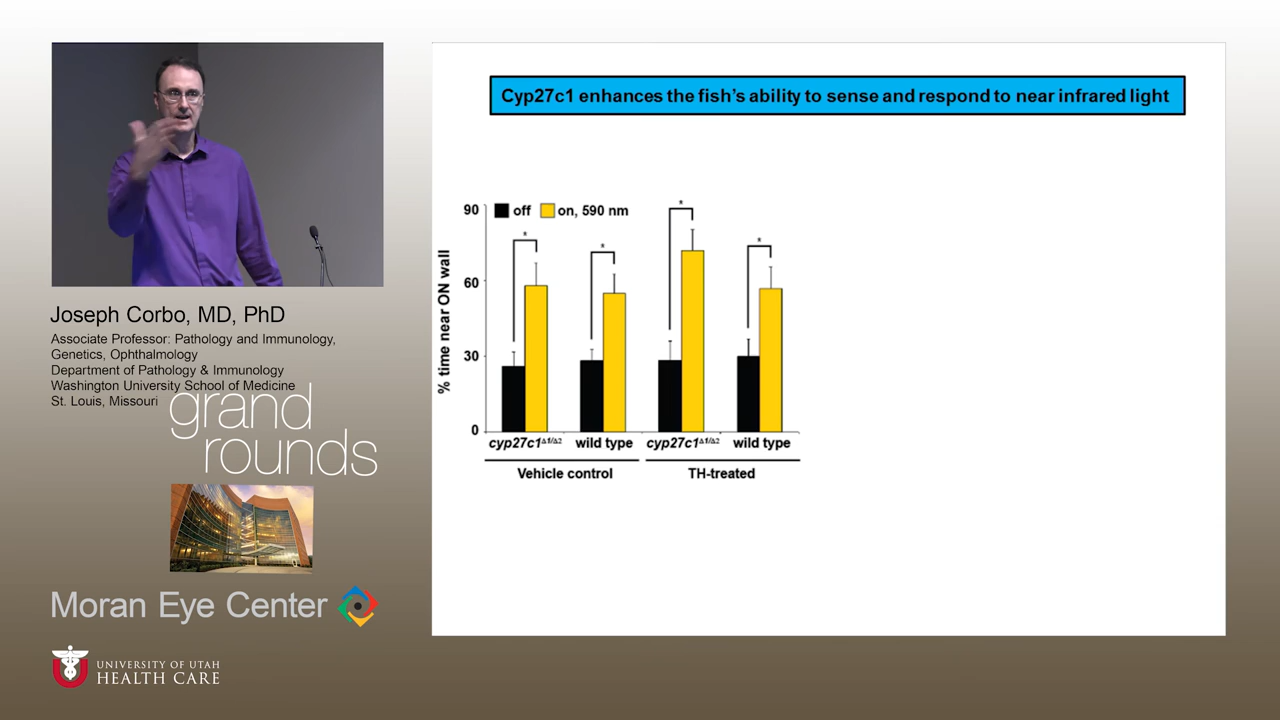 Cyp27c1 enhances the fish's ability to sense and respond to near infrared light
90
60
30
0
% time near ON wall
off
on, 590 nm
*
*
*
*
cyp27c1Δ1/Δ2
wild type
cyp27c1Δ1/Δ2
wild type
Vehicle control
TH-treated
Joseph Corbo, MD, PhD
Associate Professor: Pathology and Immunology,
Genetics, Ophthalmology
Department of Pathology & Immunology
Washington University School of Medicine
St. Louis, Missouri
grand
rounds
Moran Eye Center
UNIVERSITY OF UTAH
HEALTH CARE